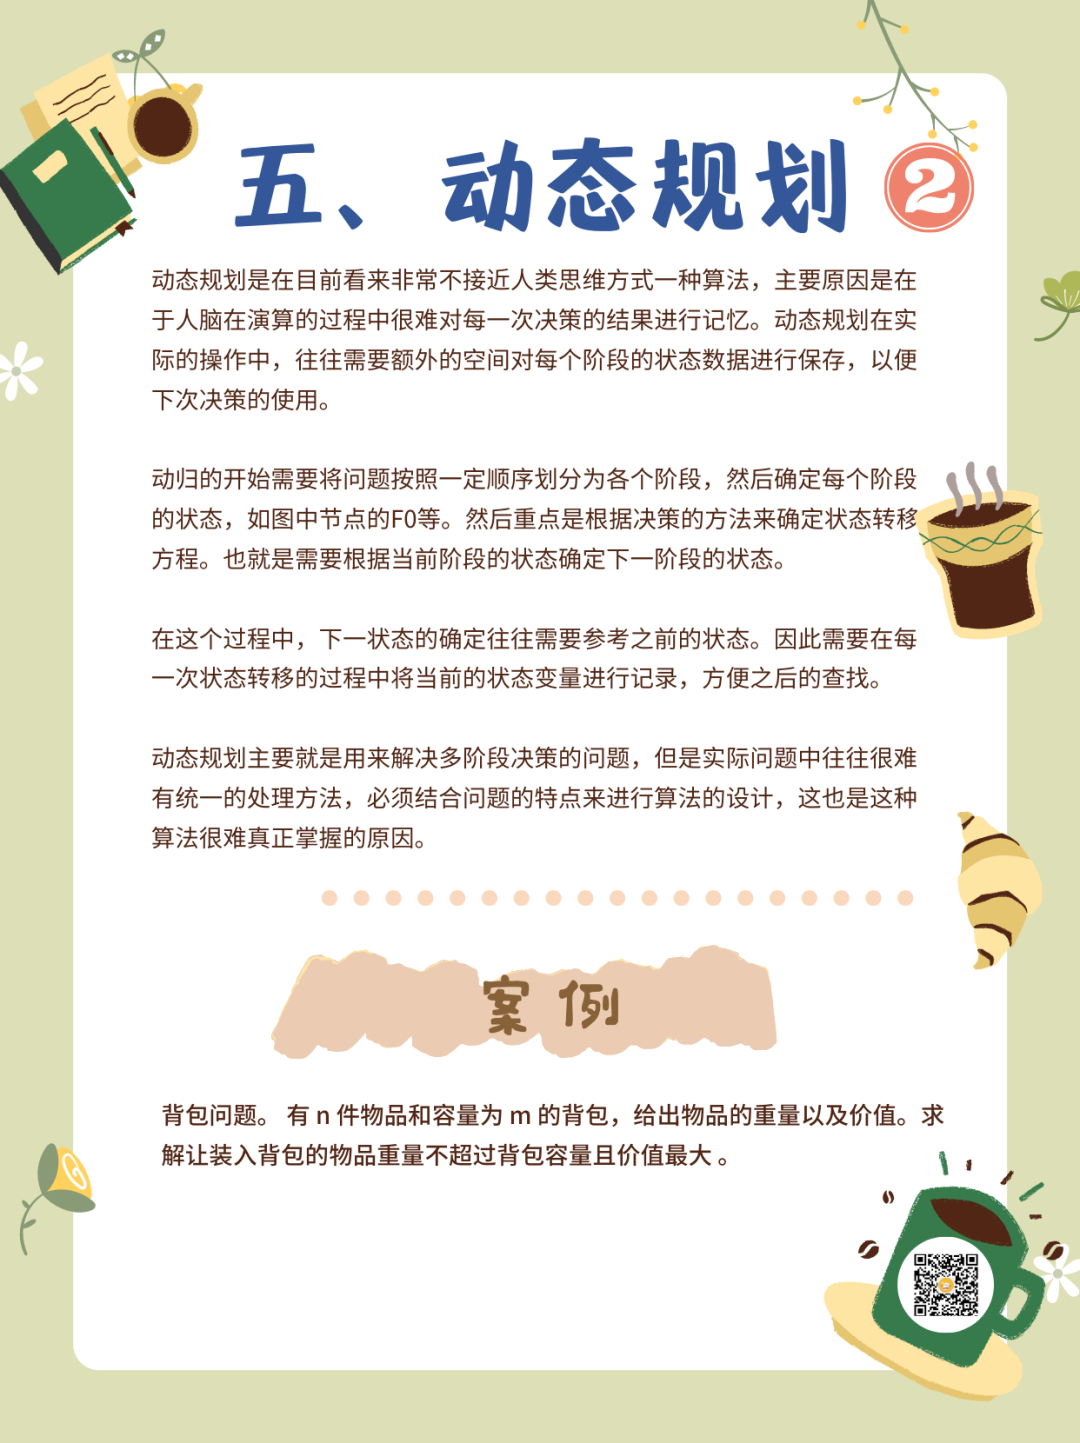 五、动态规划
2
动态规划是在目前看来非常不接近人类思维方式一种算法，主要原因是在
于人脑在演算的过程中很难对每一次决策的结果进行记忆。动态规划在实
际的操作中，往往需要额外的空间对每个阶段的状态数据进行保存，以便
下次决策的使用。
动归的开始需要将问题按照一定顺序划分为各个阶段，然后确定每个阶段
的状态，如图中节点的F0等。然后重点是根据决策的方法来确定状态转移
方程。也就是需要根据当前阶段的状态确定下一阶段的状态。
在这个过程中，下一状态的确定往往需要参考之前的状态。因此需要在每
一次状态转移的过程中将当前的状态变量进行记录，方便之后的查找。
动态规划主要就是用来解决多阶段决策的问题，但是实际问题中往往很难
有统一的处理方法，必须结合问题的特点来进行算法的设计，这也是这种
算法很难真正掌握的原因。
案 例
背包问题。 有 n 件物品和容量为 m 的背包，给出物品的重量以及价值。求
解让装入背包的物品重量不超过背包容量且价值最大 。